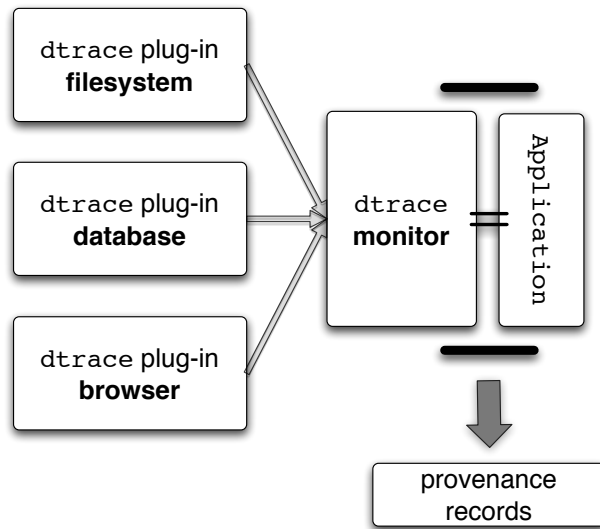 dtrace plug-in
filesystem
dtrace plug-in
database
dtrace plug-in
browser
dtrace
monitor
Application
provenance
records